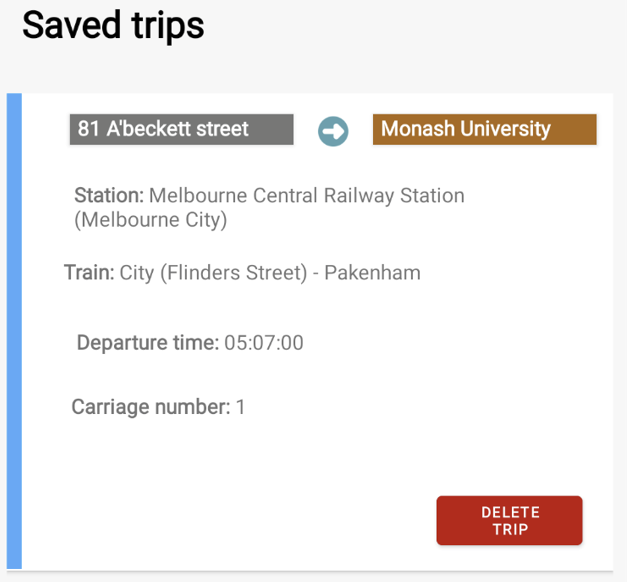 Saved trips
81 A'beckett street
Monash University
Station: Melbourne Central Railway Station
(Melbourne City)
Train: City (Flinders Street) - Pakenham
Departure time: 05:07:00
Carriage number: 1
DELETE
TRIP